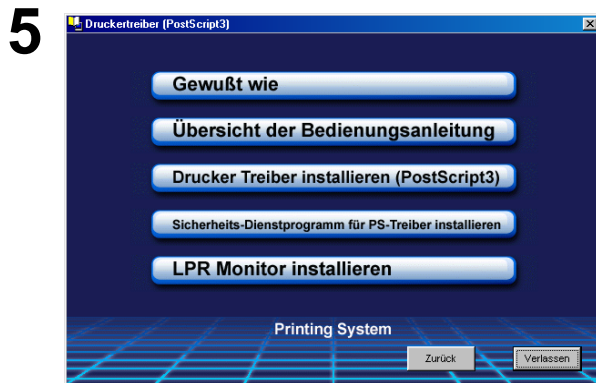 5
Druckertreiber (PostScript3)
Gewußt wie
Übersicht der Bedienungsanleitung
Drucker Treiber installieren (PostScript3)
Sicherheits-Dienstprogramm für PS-Treiber installieren
LPR Monitor installieren
Printing System
Zurück
Verlassen